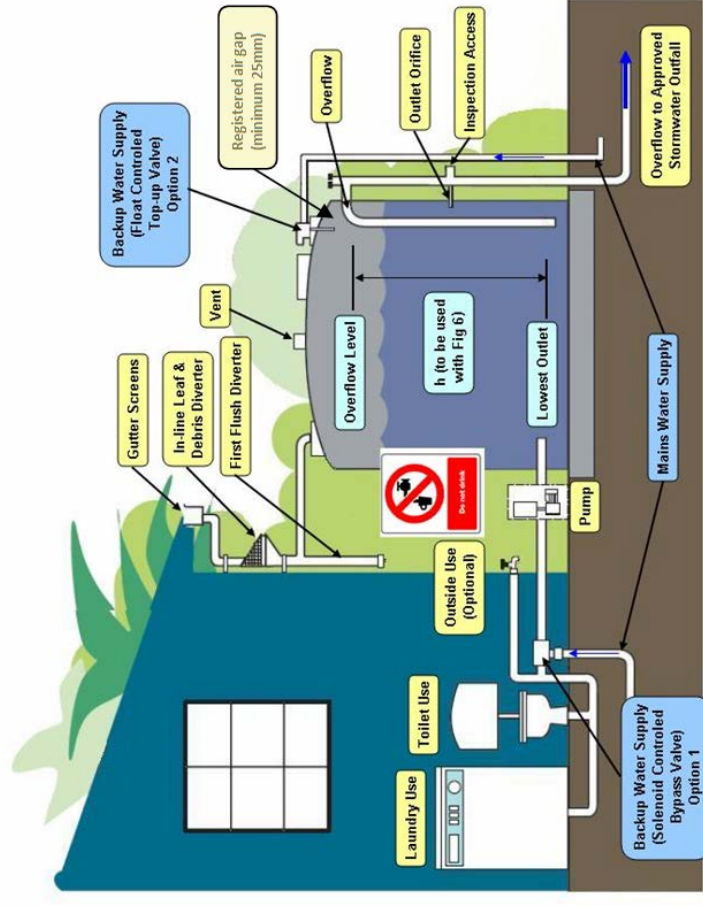 Backup Water Supply
(Float Controled
Top-up Valve)
Option 2
Registered air gap
(minimum 25mm)
Vent
Overflow
Gutter Screens
In-line Leaf &
Debris Diverter
First Flush Diverter
Outlet Orifice
Inspection Access
Overflow Level
h (to be used
with Fig 6)
Lowest Outlet
Do not drink
Outside Use
(Optional)
Pump
Toilet Use
Laundry Use
Overflow to Approved
Stormwater Outfall
Backup Water Supply
(Solenoid Controled
Bypass Valve)
Option 1
Mains Water Supply